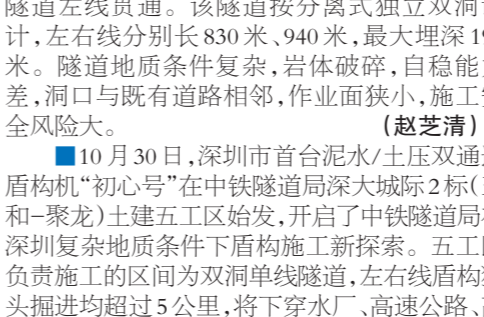 隧道左线贯通。该隧道按分离式独立双洞
计，左右线分别长830米、940米，最大埋深1
米。隧道地质条件复杂，岩体破碎，自稳能
差，洞口与既有道路相邻，作业面狭小，施工
全风险大。 （赵芝清）
■10月30日，深圳市首台泥水/土压双通
盾构机“初心号”在中铁隧道局深大城际2标（
和-聚龙）土建五工区始发，开启了中铁隧道局
深圳复杂地质条件下盾构施工新探索。五工
负责施工的区间为双洞单线隧道，左右线盾构
头掘进均超过5公里，将下穿水厂、高速公路、